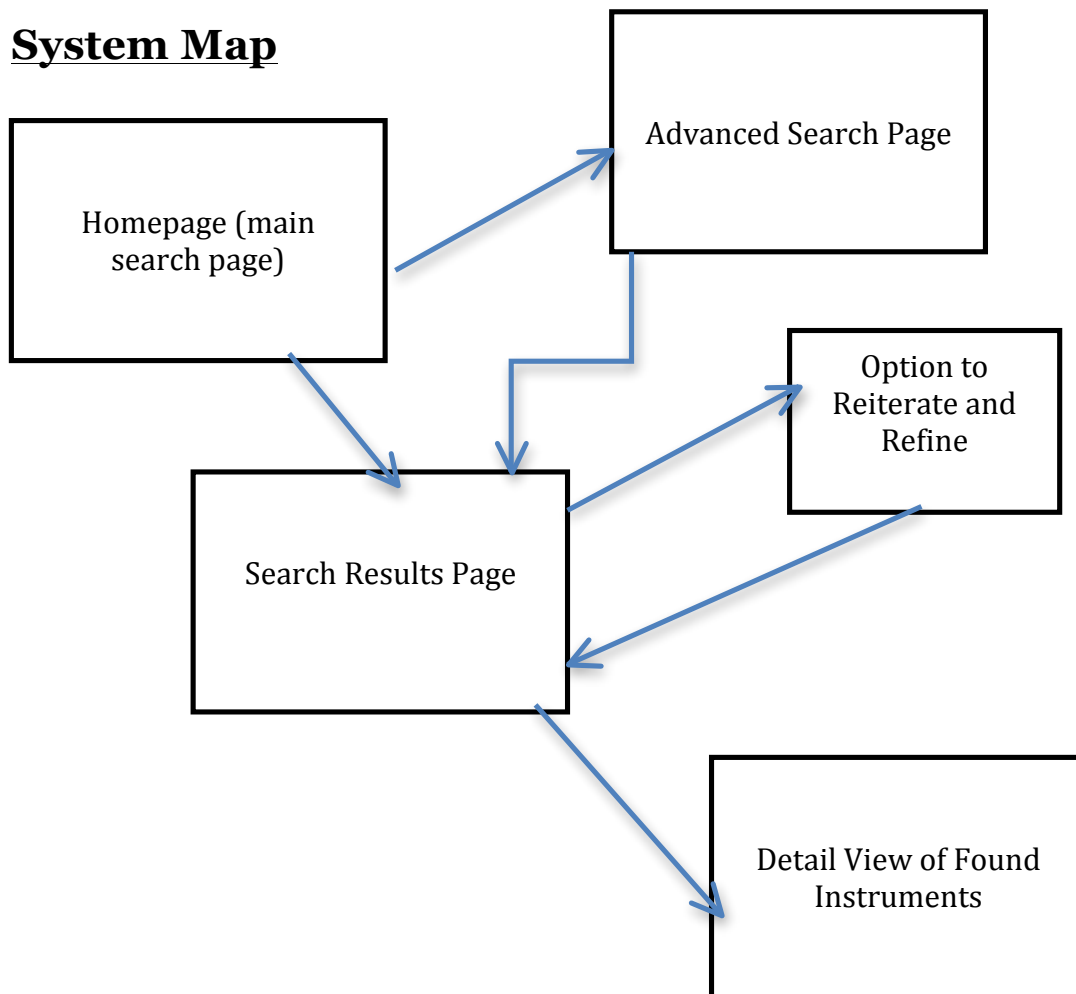 System Map
Advanced Search Page
Homepage (main
search page)
Option to
Reiterate and
Refine
Search Results Page
Detail View of Found
Instruments